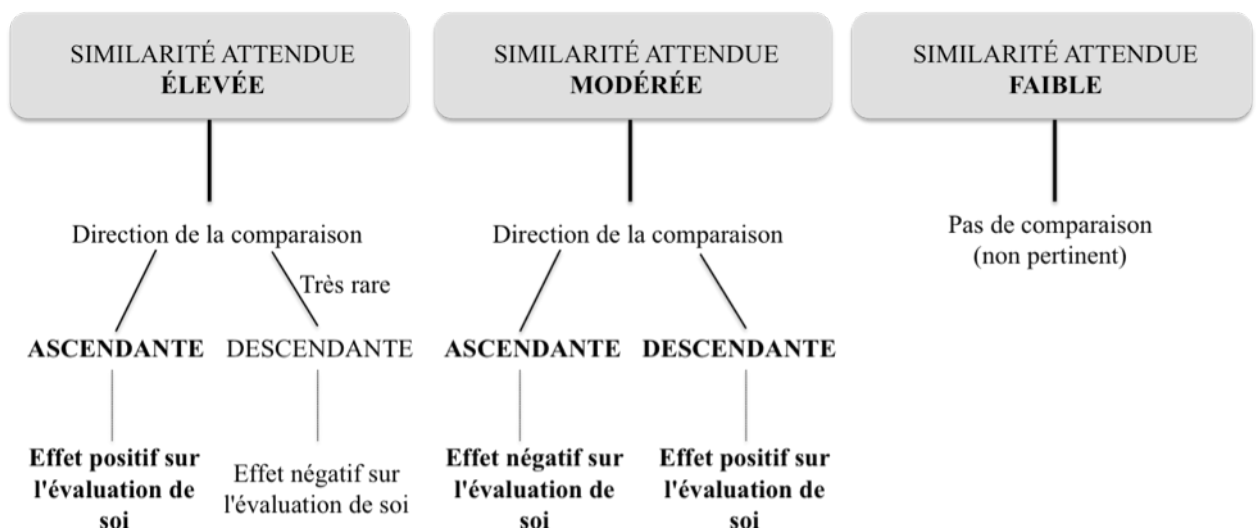 SIMILARITÉ ATTENDUE
ÉLEVÉE
SIMILARITÉ ATTENDUE
MODÉRÉE
SIMILARITÉ ATTENDUE
FAIBLE
Direction de la comparaison
Très rare
ASCENDANTE
DESCENDANTE
Effet positif sur
l'évaluation de
soi
Effet négatif sur
l'évaluation de soi
Direction de la comparaison
ASCENDANTE
DESCENDANTE
Effet négatif sur
l'évaluation de
soi
Effet positif sur
l'évaluation de
soi
Pas de comparaison
(non pertinent)